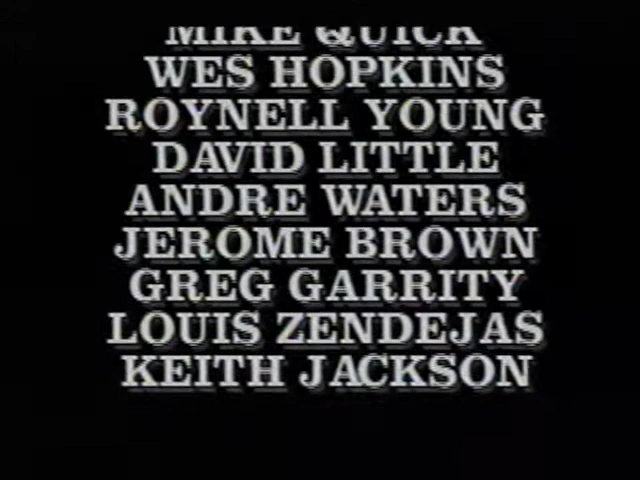 MIKE QUICK
WES HOPKINS
ROYNELL YOUNG
DAVID LITTLE
ANDRE WATERS
JEROME BROWN
GREG GARRITY
LOUIS ZENDEJAS
KEITH JACKSON